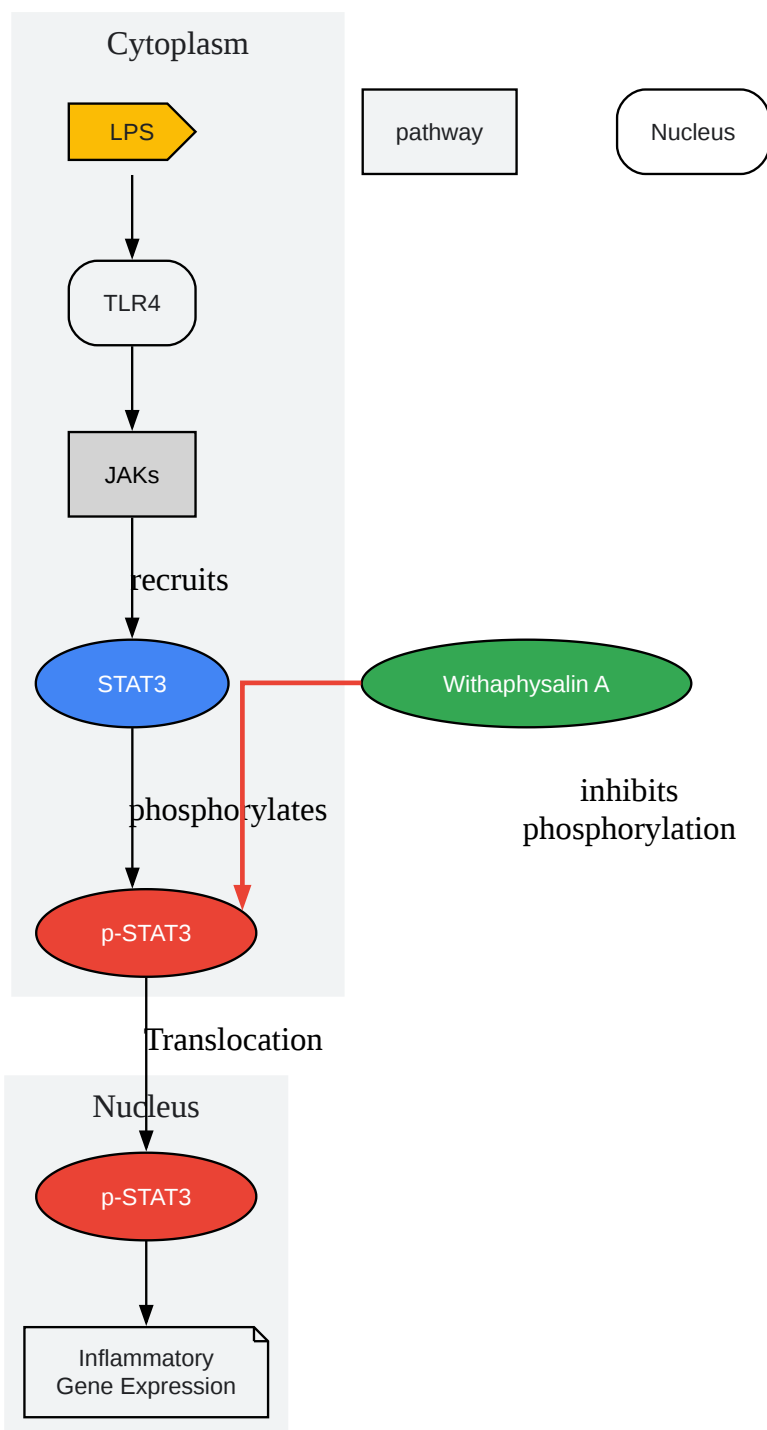 Cytoplasm
LPS
pathway
Nucleus
TLR4
JAKs
recruits
STAT3
Withaphysalin A
phosphorylates
inhibits
phosphorylation
p-STAT3
Translocation
Nucleus
p-STAT3
Inflammatory
Gene Expression